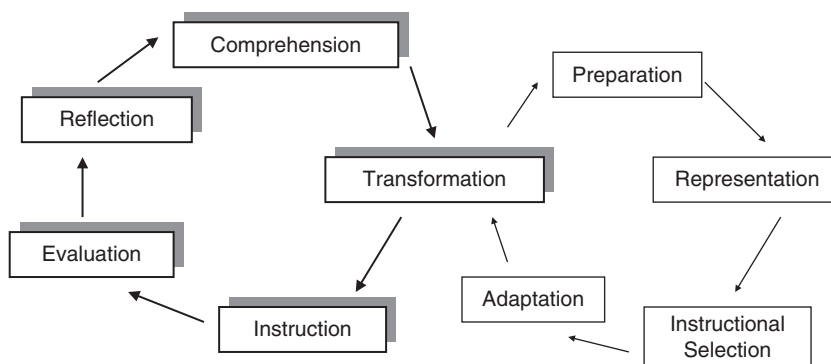 Comprehension
Preparation
Reflection
Transformation
Representation
Evaluation
Adaptation
Instruction
Instructional
Selection